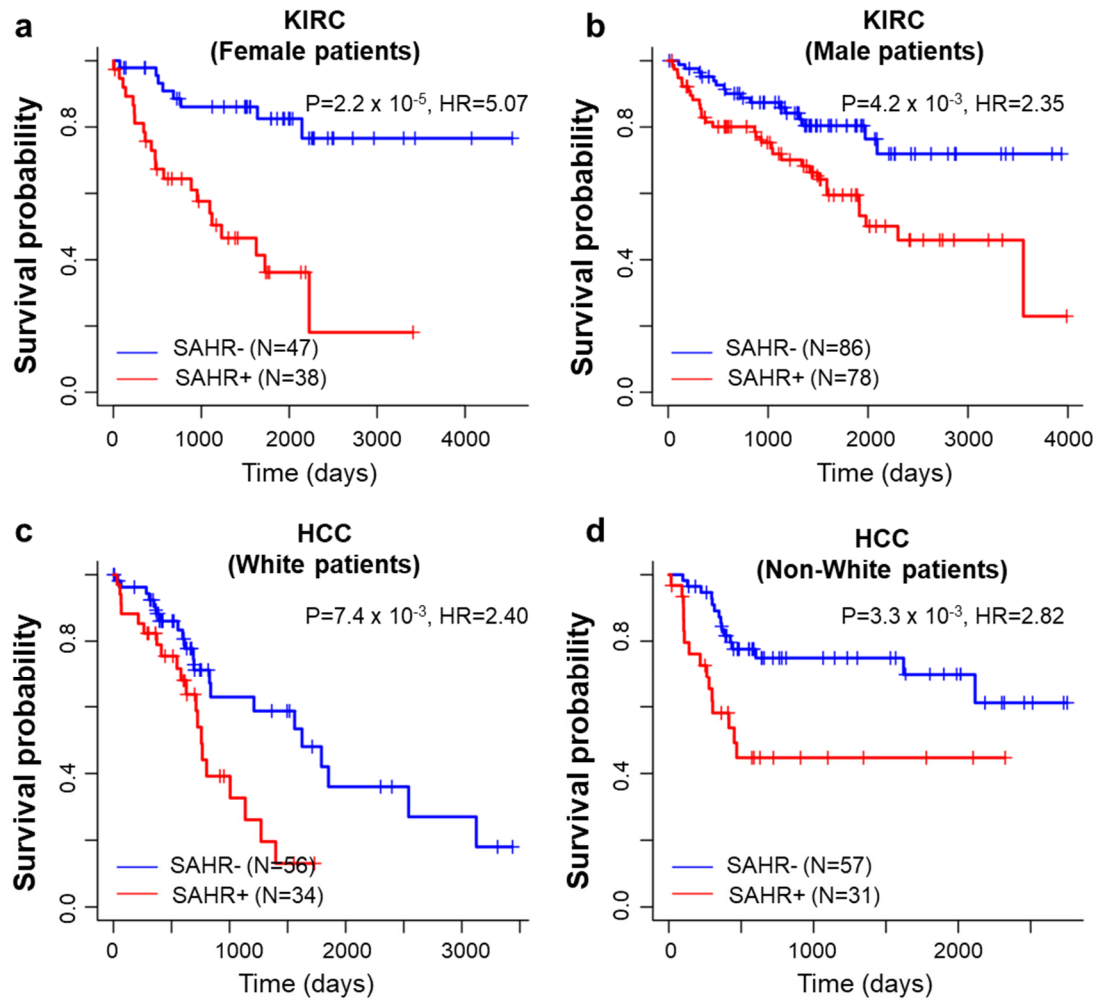 a
KIRC
(Female patients)
P=2.2 x 10-5, HR=5.07
Survival probability
0.8
0.4
0.0
SAHR- (N=47)
SAHR+ (N=38)
0 1000 2000 3000 4000
Time (days)
b
KIRC
(Male patients)
P=4.2 x 10-3, HR=2.35
Survival probability
0.8
0.4
0.0
SAHR- (N=86)
SAHR+ (N=78)
0 1000 2000 3000 4000
Time (days)
c
HCC
(White patients)
P=7.4 x 10-3, HR=2.40
Survival probability
0.8
0.4
0.0
SAHR- (N=56)
SAHR+ (N=34)
0 1000 2000 3000
Time (days)
d
HCC
(Non-White patients)
P=3.3 x 10-3, HR=2.82
Survival probability
0.8
0.4
0.0
SAHR- (N=57)
SAHR+ (N=31)
0 1000 2000
Time (days)